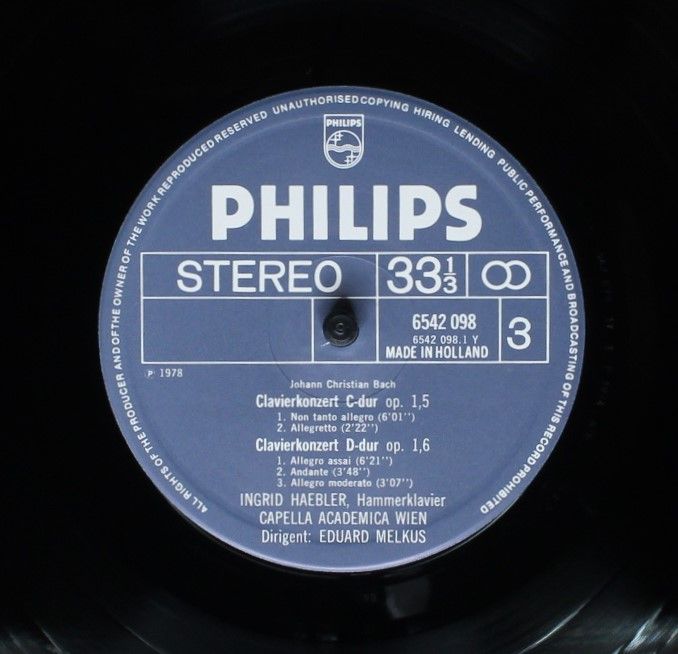 ALL RIGHTS OF THE PRODUCER AND OF THE OWNER OF THE WORK REPRODUCED RESERVED UNAUTHORISED COPYING HIRING LENDING PUBLIC PERFORMANCE AND BROADCASTING OF THIS RECORD PROHIBITED
PHILIPS
PHILIPS
STEREO 33⅓ ꝏ
6542 098
6542 098.1 Y
MADE IN HOLLAND
3
℗ 1978
Johann Christian Bach
Clavierkonzert C-dur op. 1,5
1. Non tanto allegro (6'01'')
2. Allegretto (2'22'')
Clavierkonzert D-dur op. 1,6
1. Allegro assai (6'21'')
2. Andante (3'48'')
3. Allegro moderato (3'07'')
INGRID HAEBLER, Hammerklavier
CAPELLA ACADEMICA WIEN
Dirigent: EDUARD MELKUS